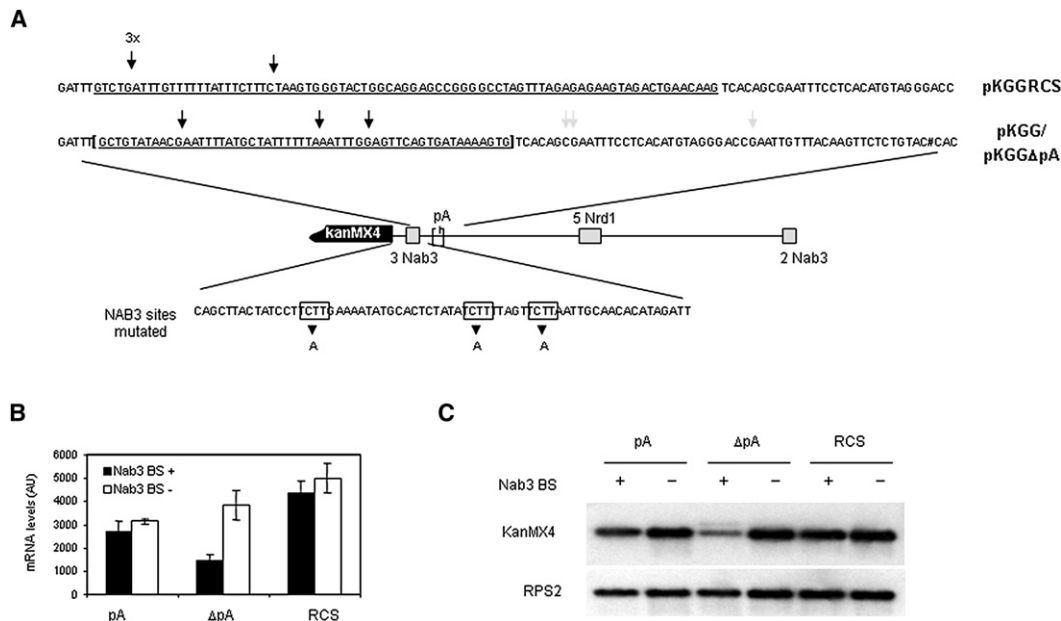 A
3x
GATTTGTCTGATTTGTTTTTTATTTCTTTCTAAGTGGGTACTGGCAGGAGCCGGGGCCTAGTTTAGAGAGAAGTAGACTGAACAAGTCACAGCGAATTTCCTCACATGTAGGGACC pKGGRCS
GATTT[GCTGTATAACGAATTTTATGCTATTTTTTAAATTTGGAGTTCAGTGATAAAAGTG]TCACAGCGAATTTCCTCACATGTAGGGACCGAATTGTTTACAAGTTCTCTGTAC#CAC pKGG/
pKGGΔpA
kanMX4
3 Nab3
pA
5 Nrd1
2 Nab3
NAB3 sites
mutated
CAGCTTACTATCCTTCTTGAAAATATGCACTCTATATCTTTTAGTTCTTAATTGCAACACATAGATT
A A A
B
mRNA levels (AU)
6000
5000
4000
3000
2000
1000
0
Nab3 BS +
Nab3 BS -
pA ΔpA RCS
C
pA ΔpA RCS
Nab3 BS + − + − + −
KanMX4
RPS2